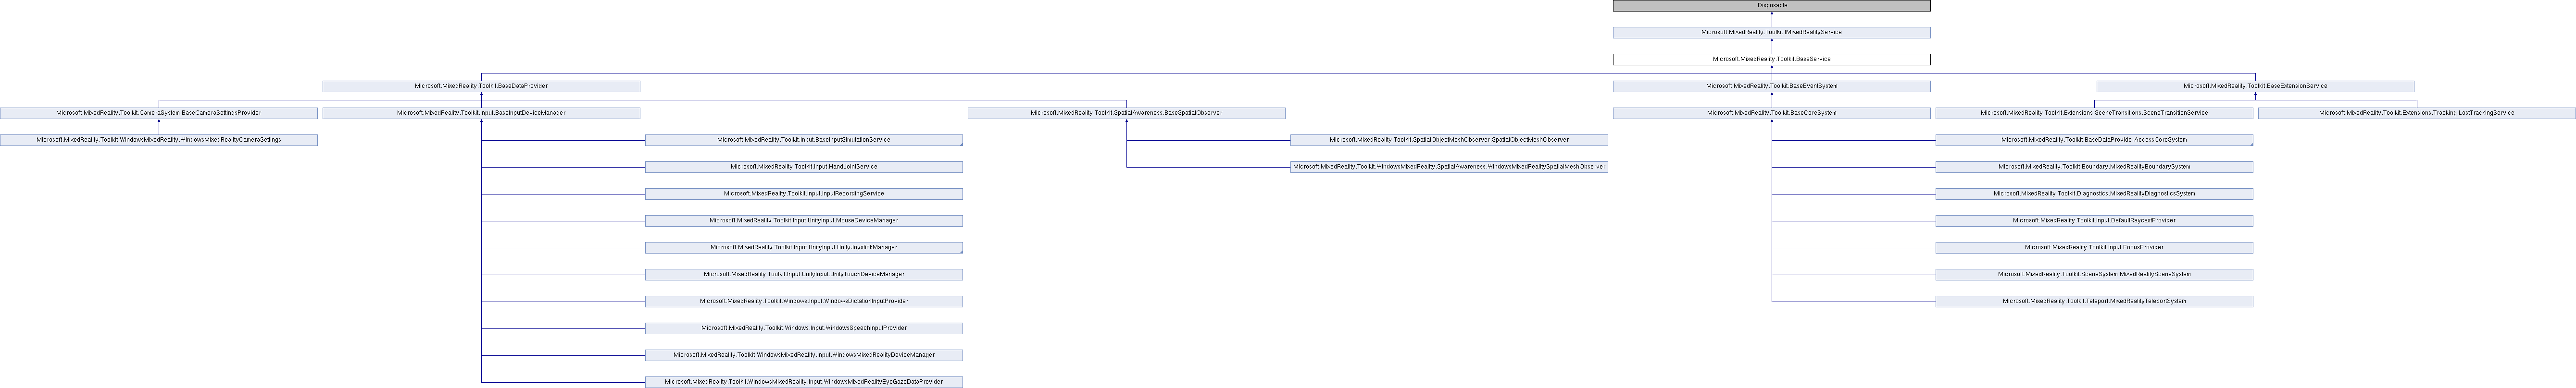 IDisposable
Microsoft.MixedReality.Toolkit.IMixedRealityService
Microsoft.MixedReality.Toolkit.BaseService
Microsoft.MixedReality.Toolkit.BaseDataProvider
Microsoft.MixedReality.Toolkit.BaseEventSystem
Microsoft.MixedReality.Toolkit.BaseExtensionService
Microsoft.MixedReality.Toolkit.CameraSystem.BaseCameraSettingsProvider
Microsoft.MixedReality.Toolkit.Input.BaseInputDeviceManager
Microsoft.MixedReality.Toolkit.SpatialAwareness.BaseSpatialObserver
Microsoft.MixedReality.Toolkit.BaseCoreSystem
Microsoft.MixedReality.Toolkit.Extensions.SceneTransitions.SceneTransitionService
Microsoft.MixedReality.Toolkit.Extensions.Tracking.LostTrackingService
Microsoft.MixedReality.Toolkit.WindowsMixedReality.WindowsMixedRealityCameraSettings
Microsoft.MixedReality.Toolkit.Input.BaseInputSimulationService
Microsoft.MixedReality.Toolkit.SpatialObjectMeshObserver.SpatialObjectMeshObserver
Microsoft.MixedReality.Toolkit.BaseDataProviderAccessCoreSystem
Microsoft.MixedReality.Toolkit.Input.HandJointService
Microsoft.MixedReality.Toolkit.WindowsMixedReality.SpatialAwareness.WindowsMixedRealitySpatialMeshObserver
Microsoft.MixedReality.Toolkit.Boundary.MixedRealityBoundarySystem
Microsoft.MixedReality.Toolkit.Input.InputRecordingService
Microsoft.MixedReality.Toolkit.Diagnostics.MixedRealityDiagnosticsSystem
Microsoft.MixedReality.Toolkit.Input.UnityInput.MouseDeviceManager
Microsoft.MixedReality.Toolkit.Input.DefaultRaycastProvider
Microsoft.MixedReality.Toolkit.Input.UnityInput.UnityJoystickManager
Microsoft.MixedReality.Toolkit.Input.FocusProvider
Microsoft.MixedReality.Toolkit.Input.UnityInput.UnityTouchDeviceManager
Microsoft.MixedReality.Toolkit.SceneSystem.MixedRealitySceneSystem
Microsoft.MixedReality.Toolkit.Windows.Input.WindowsDictationInputProvider
Microsoft.MixedReality.Toolkit.Teleport.MixedRealityTeleportSystem
Microsoft.MixedReality.Toolkit.Windows.Input.WindowsSpeechInputProvider
Microsoft.MixedReality.Toolkit.WindowsMixedReality.Input.WindowsMixedRealityDeviceManager
Microsoft.MixedReality.Toolkit.WindowsMixedReality.Input.WindowsMixedRealityEyeGazeDataProvider